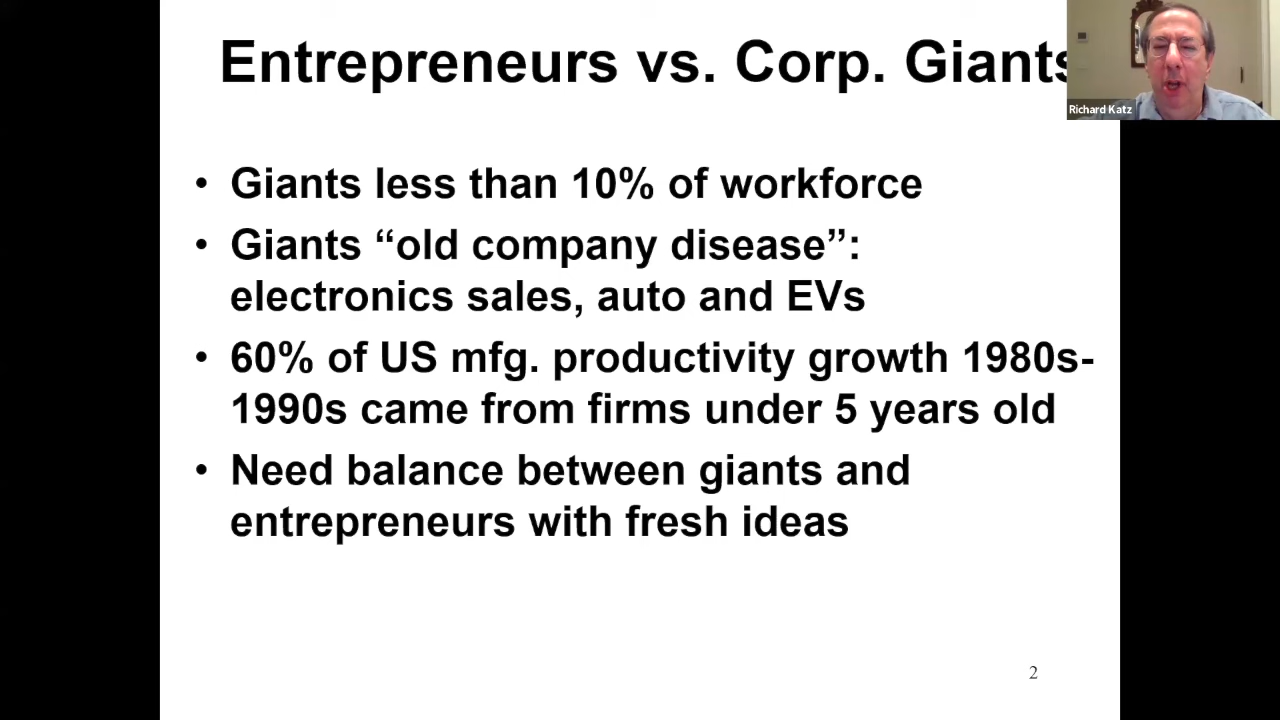 Entrepreneurs vs. Corp. Giants
Richard Katz
• Giants less than 10% of workforce
• Giants “old company disease”:
electronics sales, auto and EVs
• 60% of US mfg. productivity growth 1980s-
1990s came from firms under 5 years old
• Need balance between giants and
entrepreneurs with fresh ideas
2